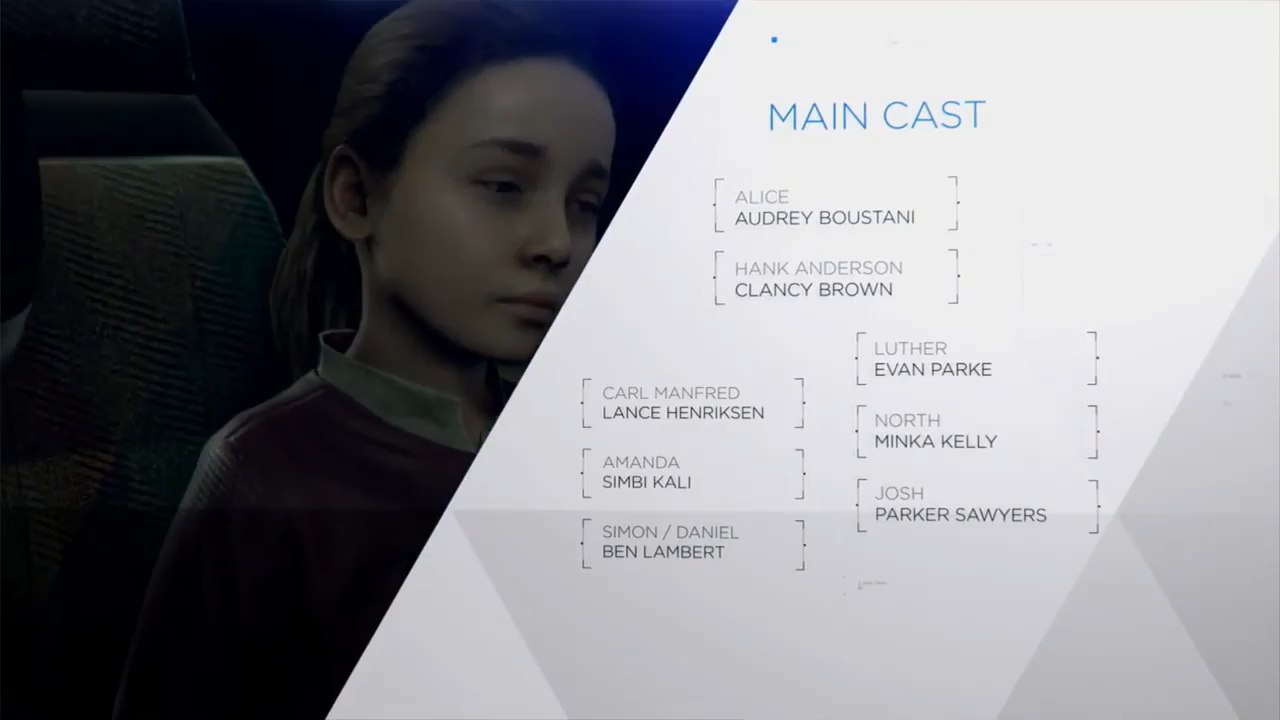 MAIN CAST
ALICE
AUDREY BOUSTANI
HANK ANDERSON
CLANCY BROWN
CARL MANFRED
LANCE HENRIKSEN
AMANDA
SIMBI KALI
SIMON / DANIEL
BEN LAMBERT
LUTHER
EVAN PARKE
NORTH
MINKA KELLY
JOSH
PARKER SAWYERS